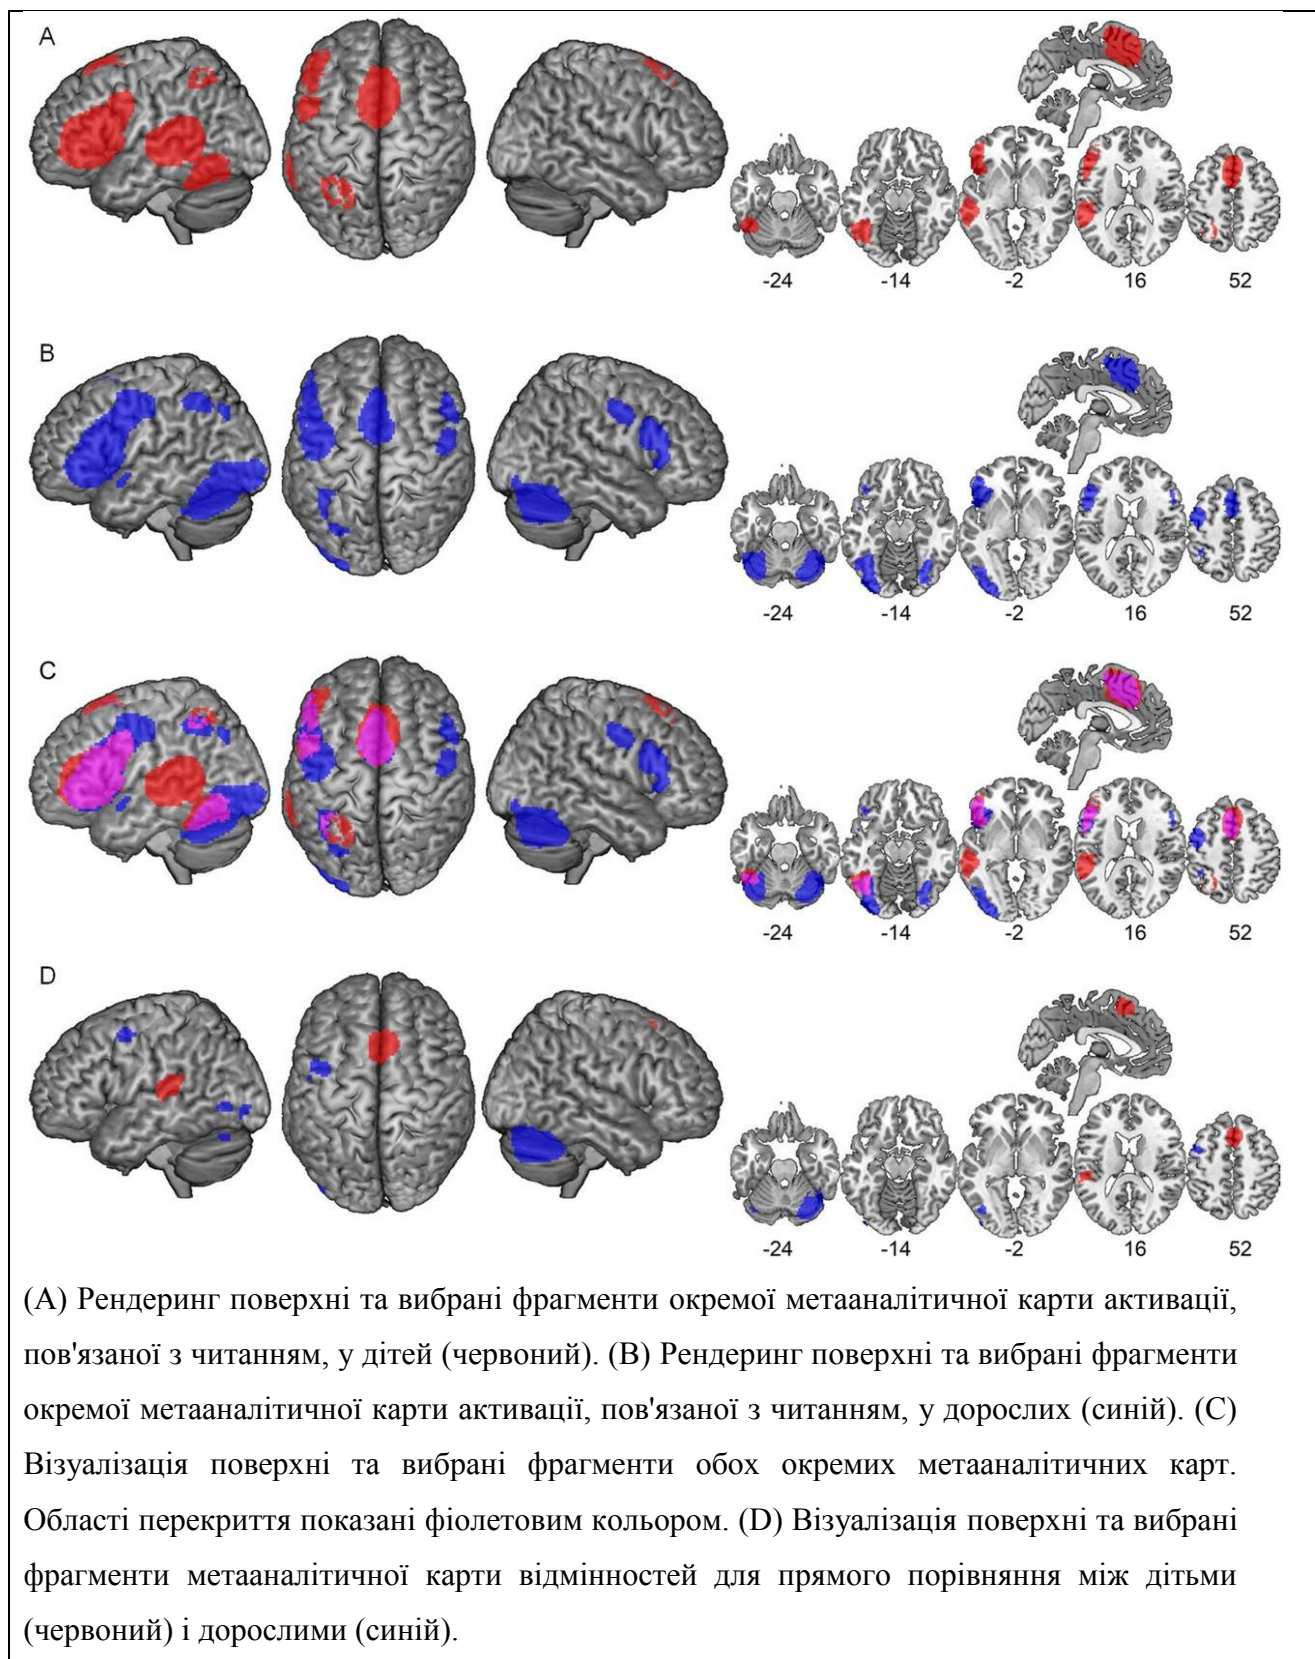 A
-24 -14 -2 16 52
B
-24 -14 -2 16 52
C
-24 -14 -2 16 52
D
-24 -14 -2 16 52
(A) Рендеринг поверхні та вибрані фрагменти окремої метааналітичної карти активації,
пов'язаної з читанням, у дітей (червоний). (B) Рендеринг поверхні та вибрані фрагменти
окремої метааналітичної карти активації, пов'язаної з читанням, у дорослих (синій). (C)
Візуалізація поверхні та вибрані фрагменти обох окремих метааналітичних карт.
Області перекриття показані фіолетовим кольором. (D) Візуалізація поверхні та вибрані
фрагменти метааналітичної карти відмінностей для прямого порівняння між дітьми
(червоний) і дорослими (синій).